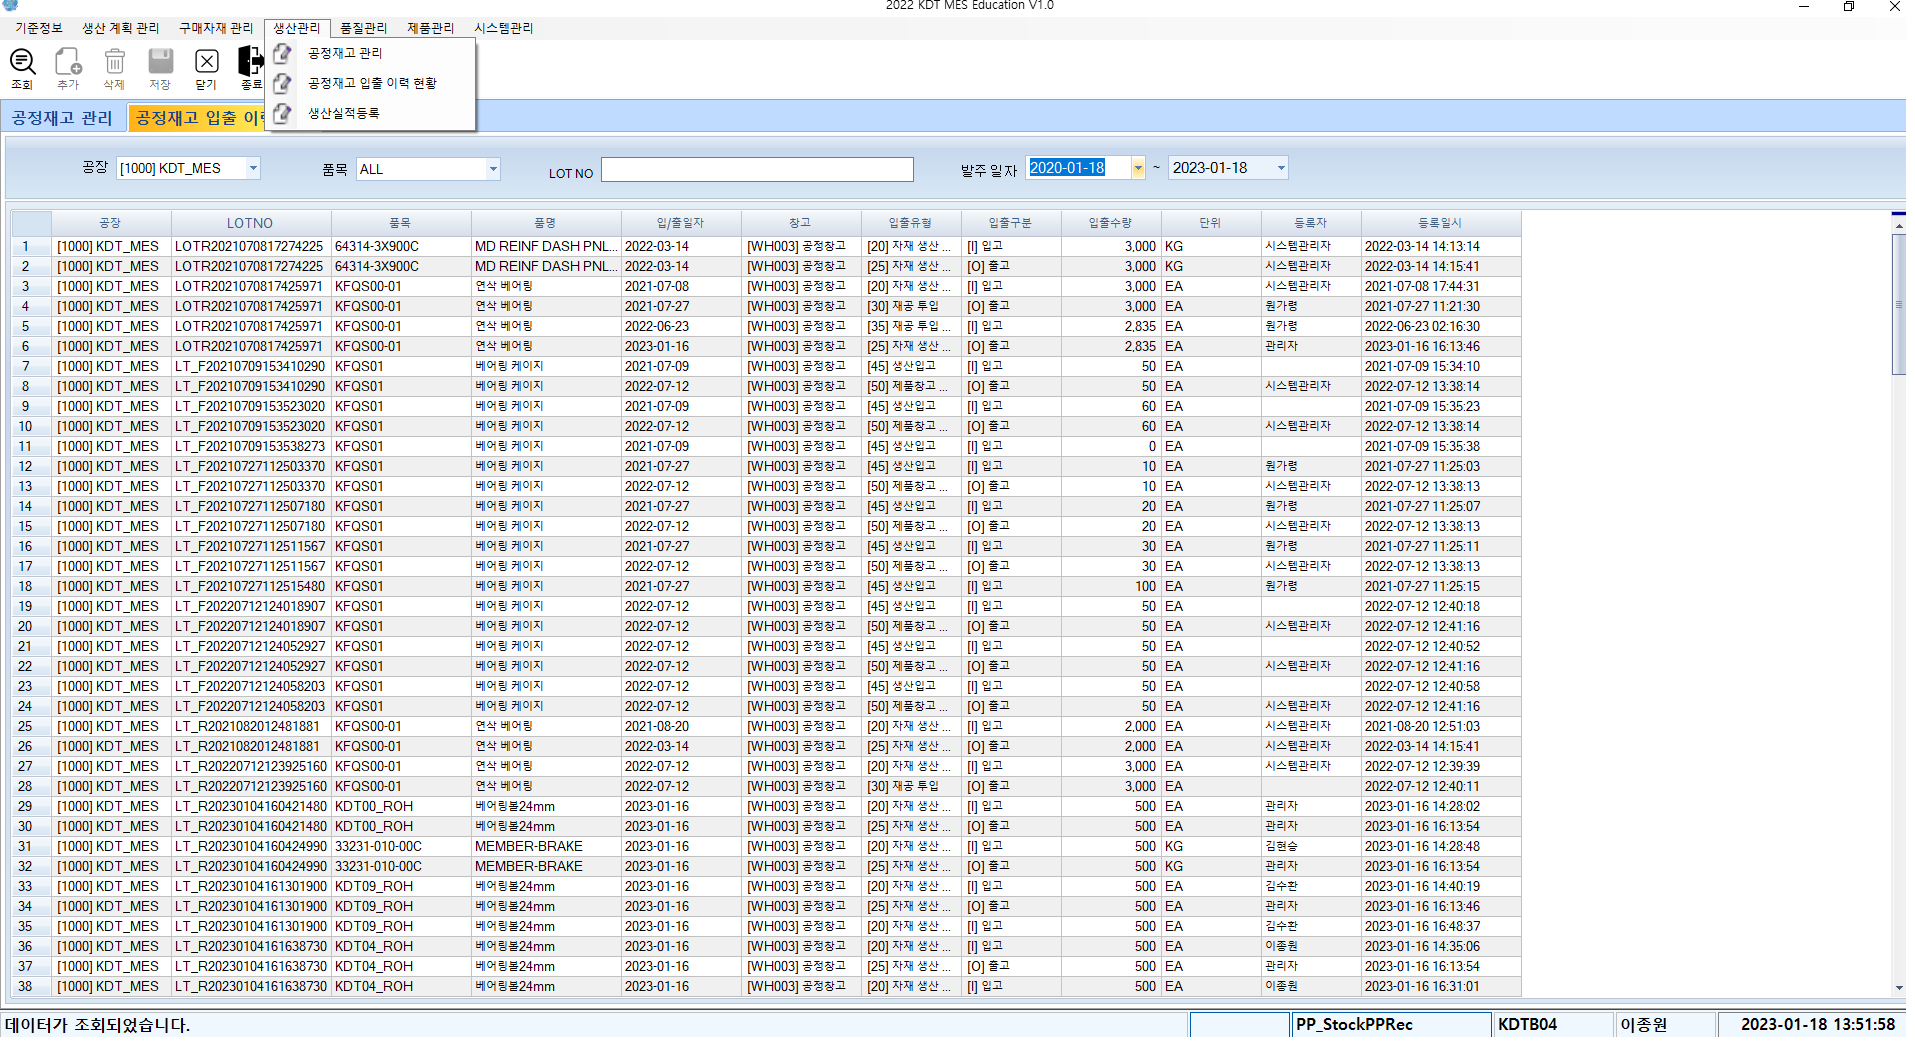 2022 KDT MES Education V1.0
기준정보 생산 계획 관리 구매자재 관리 생산관리 품질관리 제품관리 시스템관리
조회 추가 삭제 저장 닫기 종료
공정재고 관리
공정재고 입출 이력 현황
생산실적등록
공정재고 관리 공정재고 입출 이
공장 [1000] KDT_MES 품목 ALL LOT NO 발주 일자 2020-01-18 ~ 2023-01-18
공장 LOTNO 품목 품명 입/출일자 창고 입출유형 입출구분 입출수량 단위 등록자 등록일시
1 [1000] KDT_MES LOTR2021070817274225 64314-3X900C MD REINF DASH PNL... 2022-03-14 [WH003] 공정창고 [20] 자재 생산 ... [I] 입고 3,000 KG 시스템관리자 2022-03-14 14:13:14
2 [1000] KDT_MES LOTR2021070817274225 64314-3X900C MD REINF DASH PNL... 2022-03-14 [WH003] 공정창고 [25] 자재 생산 ... [O] 출고 3,000 KG 시스템관리자 2022-03-14 14:15:41
3 [1000] KDT_MES LOTR2021070817425971 KFQS00-01 연삭 베어링 2021-07-08 [WH003] 공정창고 [20] 자재 생산 ... [I] 입고 3,000 EA 시스템관리자 2021-07-08 17:44:31
4 [1000] KDT_MES LOTR2021070817425971 KFQS00-01 연삭 베어링 2021-07-27 [WH003] 공정창고 [30] 재공 투입 [O] 출고 3,000 EA 원가령 2021-07-27 11:21:30
5 [1000] KDT_MES LOTR2021070817425971 KFQS00-01 연삭 베어링 2022-06-23 [WH003] 공정창고 [35] 재공 투입 ... [I] 입고 2,835 EA 원가령 2022-06-23 02:16:30
6 [1000] KDT_MES LOTR2021070817425971 KFQS00-01 연삭 베어링 2023-01-16 [WH003] 공정창고 [25] 자재 생산 ... [O] 출고 2,835 EA 관리자 2023-01-16 16:13:46
7 [1000] KDT_MES LT_F20210709153410290 KFQS01 베어링 케이지 2021-07-09 [WH003] 공정창고 [45] 생산입고 [I] 입고 50 EA 2021-07-09 15:34:10
8 [1000] KDT_MES LT_F20210709153410290 KFQS01 베어링 케이지 2022-07-12 [WH003] 공정창고 [50] 제품창고 ... [O] 출고 50 EA 시스템관리자 2022-07-12 13:38:14
9 [1000] KDT_MES LT_F20210709153523020 KFQS01 베어링 케이지 2021-07-09 [WH003] 공정창고 [45] 생산입고 [I] 입고 60 EA 2021-07-09 15:35:23
10 [1000] KDT_MES LT_F20210709153523020 KFQS01 베어링 케이지 2022-07-12 [WH003] 공정창고 [50] 제품창고 ... [O] 출고 60 EA 시스템관리자 2022-07-12 13:38:14
11 [1000] KDT_MES LT_F20210709153538273 KFQS01 베어링 케이지 2021-07-09 [WH003] 공정창고 [45] 생산입고 [I] 입고 0 EA 2021-07-09 15:35:38
12 [1000] KDT_MES LT_F20210727112503370 KFQS01 베어링 케이지 2021-07-27 [WH003] 공정창고 [45] 생산입고 [I] 입고 10 EA 원가령 2021-07-27 11:25:03
13 [1000] KDT_MES LT_F20210727112503370 KFQS01 베어링 케이지 2022-07-12 [WH003] 공정창고 [50] 제품창고 ... [O] 출고 10 EA 시스템관리자 2022-07-12 13:38:13
14 [1000] KDT_MES LT_F20210727112507180 KFQS01 베어링 케이지 2021-07-27 [WH003] 공정창고 [45] 생산입고 [I] 입고 20 EA 원가령 2021-07-27 11:25:07
15 [1000] KDT_MES LT_F20210727112507180 KFQS01 베어링 케이지 2022-07-12 [WH003] 공정창고 [50] 제품창고 ... [O] 출고 20 EA 시스템관리자 2022-07-12 13:38:13
16 [1000] KDT_MES LT_F20210727112511567 KFQS01 베어링 케이지 2021-07-27 [WH003] 공정창고 [45] 생산입고 [I] 입고 30 EA 원가령 2021-07-27 11:25:11
17 [1000] KDT_MES LT_F20210727112511567 KFQS01 베어링 케이지 2022-07-12 [WH003] 공정창고 [50] 제품창고 ... [O] 출고 30 EA 시스템관리자 2022-07-12 13:38:13
18 [1000] KDT_MES LT_F20210727112515480 KFQS01 베어링 케이지 2021-07-27 [WH003] 공정창고 [45] 생산입고 [I] 입고 100 EA 원가령 2021-07-27 11:25:15
19 [1000] KDT_MES LT_F20220712124018907 KFQS01 베어링 케이지 2022-07-12 [WH003] 공정창고 [45] 생산입고 [I] 입고 50 EA 2022-07-12 12:40:18
20 [1000] KDT_MES LT_F20220712124018907 KFQS01 베어링 케이지 2022-07-12 [WH003] 공정창고 [50] 제품창고 ... [O] 출고 50 EA 시스템관리자 2022-07-12 12:41:16
21 [1000] KDT_MES LT_F20220712124052927 KFQS01 베어링 케이지 2022-07-12 [WH003] 공정창고 [45] 생산입고 [I] 입고 50 EA 2022-07-12 12:40:52
22 [1000] KDT_MES LT_F20220712124052927 KFQS01 베어링 케이지 2022-07-12 [WH003] 공정창고 [50] 제품창고 ... [O] 출고 50 EA 시스템관리자 2022-07-12 12:41:16
23 [1000] KDT_MES LT_F20220712124058203 KFQS01 베어링 케이지 2022-07-12 [WH003] 공정창고 [45] 생산입고 [I] 입고 50 EA 2022-07-12 12:40:58
24 [1000] KDT_MES LT_F20220712124058203 KFQS01 베어링 케이지 2022-07-12 [WH003] 공정창고 [50] 제품창고 ... [O] 출고 50 EA 시스템관리자 2022-07-12 12:41:16
25 [1000] KDT_MES LT_R2021082012481881 KFQS00-01 연삭 베어링 2021-08-20 [WH003] 공정창고 [20] 자재 생산 ... [I] 입고 2,000 EA 시스템관리자 2021-08-20 12:51:03
26 [1000] KDT_MES LT_R2021082012481881 KFQS00-01 연삭 베어링 2022-03-14 [WH003] 공정창고 [25] 자재 생산 ... [O] 출고 2,000 EA 시스템관리자 2022-03-14 14:15:41
27 [1000] KDT_MES LT_R20220712123925160 KFQS00-01 연삭 베어링 2022-07-12 [WH003] 공정창고 [20] 자재 생산 ... [I] 입고 3,000 EA 시스템관리자 2022-07-12 12:39:39
28 [1000] KDT_MES LT_R20220712123925160 KFQS00-01 연삭 베어링 2022-07-12 [WH003] 공정창고 [30] 재공 투입 [O] 출고 3,000 EA 2022-07-12 12:40:11
29 [1000] KDT_MES LT_R20230104160421480 KDT00_ROH 베어링볼24mm 2023-01-16 [WH003] 공정창고 [20] 자재 생산 ... [I] 입고 500 EA 관리자 2023-01-16 14:28:02
30 [1000] KDT_MES LT_R20230104160421480 KDT00_ROH 베어링볼24mm 2023-01-16 [WH003] 공정창고 [25] 자재 생산 ... [O] 출고 500 EA 관리자 2023-01-16 16:13:54
31 [1000] KDT_MES LT_R20230104160424990 33231-010-00C MEMBER-BRAKE 2023-01-16 [WH003] 공정창고 [20] 자재 생산 ... [I] 입고 500 KG 김현승 2023-01-16 14:28:48
32 [1000] KDT_MES LT_R20230104160424990 33231-010-00C MEMBER-BRAKE 2023-01-16 [WH003] 공정창고 [25] 자재 생산 ... [O] 출고 500 KG 관리자 2023-01-16 16:13:54
33 [1000] KDT_MES LT_R20230104161301900 KDT09_ROH 베어링볼24mm 2023-01-16 [WH003] 공정창고 [20] 자재 생산 ... [I] 입고 500 EA 김수환 2023-01-16 14:40:19
34 [1000] KDT_MES LT_R20230104161301900 KDT09_ROH 베어링볼24mm 2023-01-16 [WH003] 공정창고 [25] 자재 생산 ... [O] 출고 500 EA 관리자 2023-01-16 16:13:46
35 [1000] KDT_MES LT_R20230104161301900 KDT09_ROH 베어링볼24mm 2023-01-16 [WH003] 공정창고 [20] 자재 생산 ... [I] 입고 500 EA 김수환 2023-01-16 16:48:37
36 [1000] KDT_MES LT_R20230104161638730 KDT04_ROH 베어링볼24mm 2023-01-16 [WH003] 공정창고 [20] 자재 생산 ... [I] 입고 500 EA 이종원 2023-01-16 14:35:06
37 [1000] KDT_MES LT_R20230104161638730 KDT04_ROH 베어링볼24mm 2023-01-16 [WH003] 공정창고 [25] 자재 생산 ... [O] 출고 500 EA 관리자 2023-01-16 16:13:54
38 [1000] KDT_MES LT_R20230104161638730 KDT04_ROH 베어링볼24mm 2023-01-16 [WH003] 공정창고 [20] 자재 생산 ... [I] 입고 500 EA 이종원 2023-01-16 16:31:01
데이터가 조회되었습니다. PP_StockPPRec KDTB04 이종원 2023-01-18 13:51:58